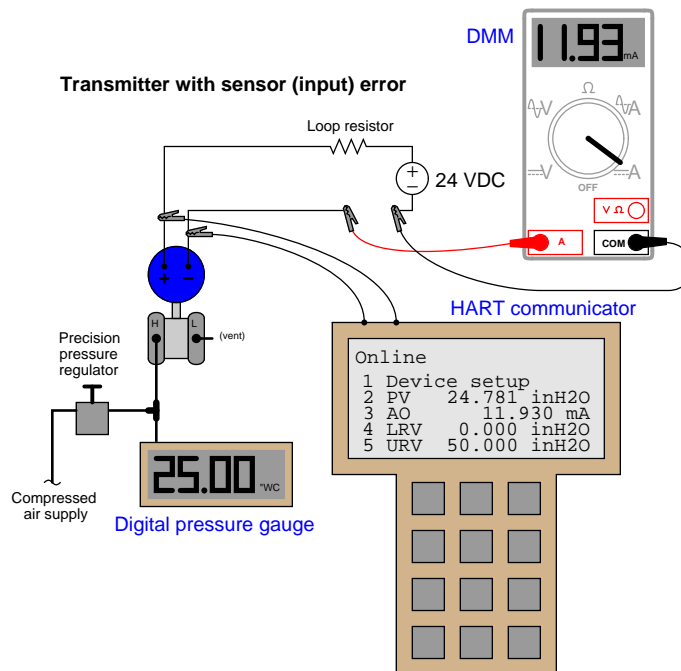 DMM
11.93 mA
Transmitter with sensor (input) error
Ω
V A
V A
OFF
Loop resistor
+
-
24 VDC
V Ω
A
COM
+ -
HART communicator
H L
(vent)
Precision
pressure
regulator
Online
1 Device setup
2 PV 24.781 inH2O
3 AO 11.930 mA
4 LRV 0.000 inH2O
5 URV 50.000 inH2O
25.00 "WC
Compressed
air supply
Digital pressure gauge